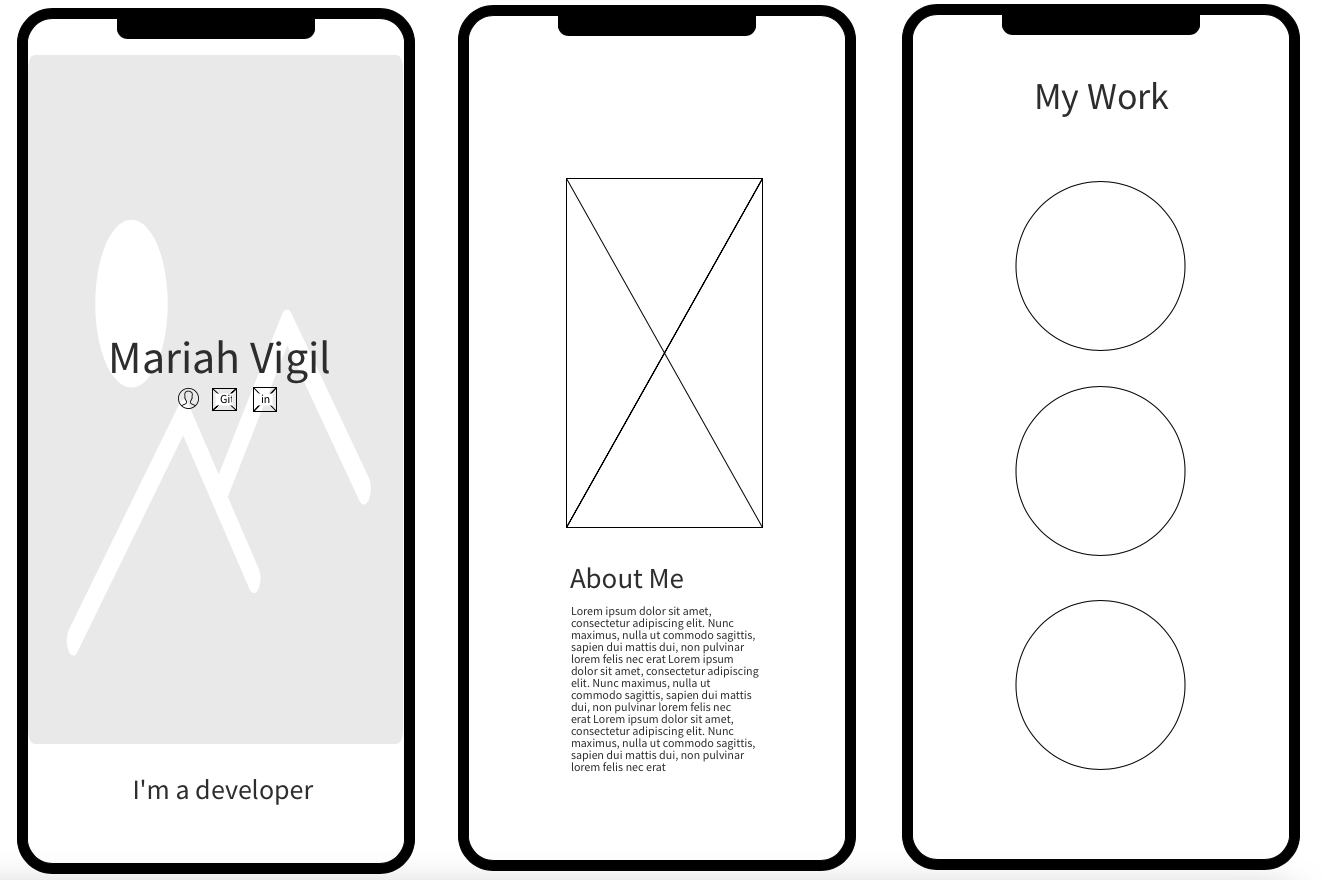 Mariah Vigil
Git
in
I'm a developer
About Me
Lorem ipsum dolor sit amet,
consectetur adipiscing elit. Nunc
maximus, nulla ut commodo sagittis,
sapien dui mattis dui, non pulvinar
lorem felis nec erat Lorem ipsum
dolor sit amet, consectetur adipiscing
elit. Nunc maximus, nulla ut
commodo sagittis, sapien dui mattis
dui, non pulvinar lorem felis nec
erat Lorem ipsum dolor sit amet,
consectetur adipiscing elit. Nunc
maximus, nulla ut commodo sagittis,
sapien dui mattis dui, non pulvinar
lorem felis nec erat
My Work